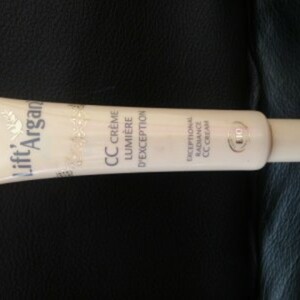 Lift'
Argan
CC CRÈME
LUMIÈRE
D'EXCEPTION
EXCEPTIONAL
RADIANCE
CC CREAM